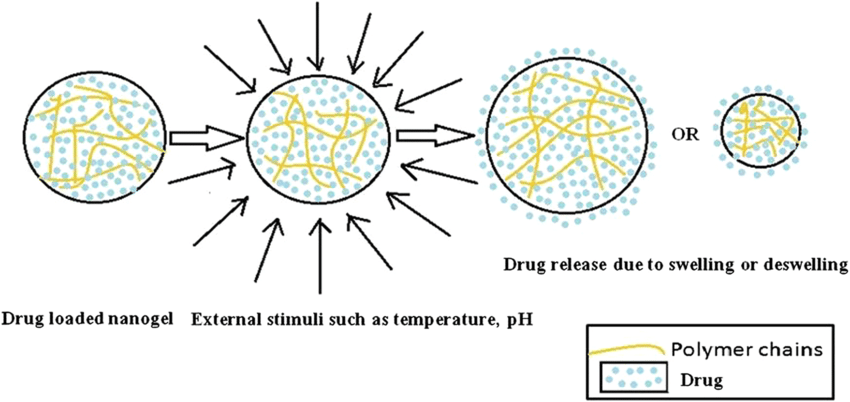 OR
Drug release due to swelling or deswelling
Drug loaded nanogel
External stimuli such as temperature, pH
Polymer chains
Drug